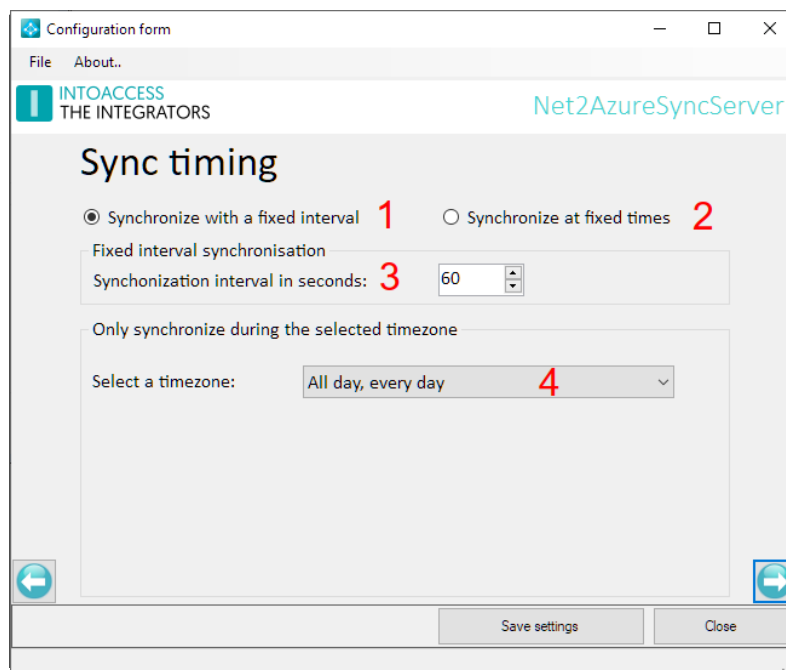 Configuration form
File About..
INTOACCESS
THE INTEGRATORS
Net2AzureSyncServer
Sync timing
Synchronize with a fixed interval 1 Synchronize at fixed times 2
Fixed interval synchronisation
Synchonization interval in seconds: 3 60
Only synchronize during the selected timezone
Select a timezone: All day, every day 4
Save settings Close